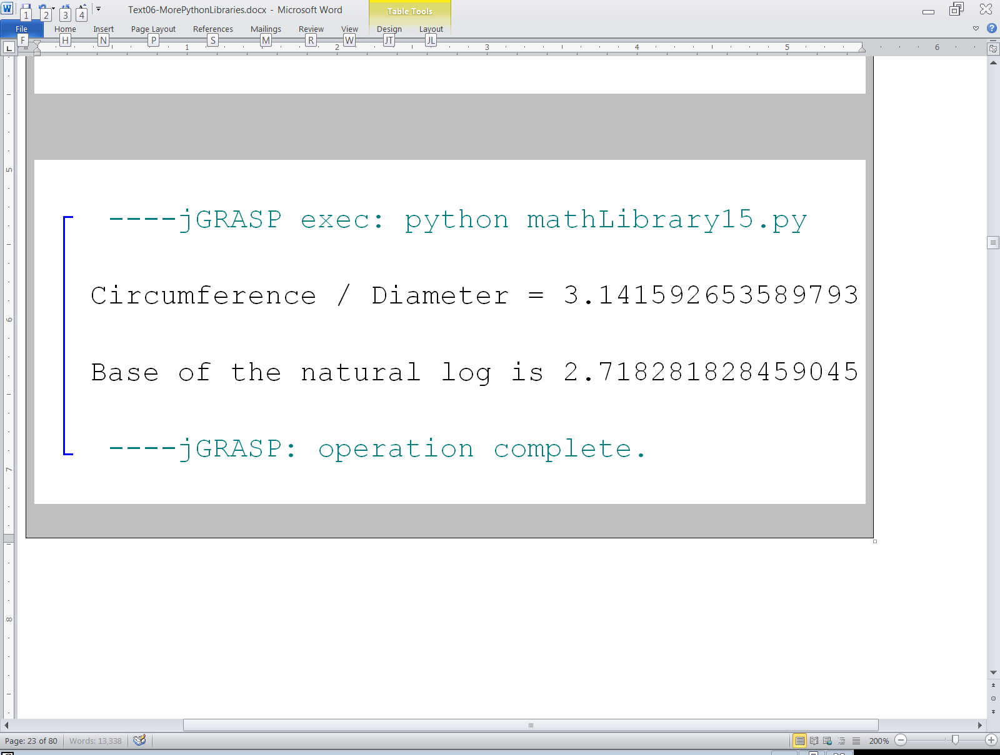 Text06-MorePythonLibraries.docx - Microsoft Word
Table Tools
1 2 3 4
File Home Insert Page Layout References Mailings Review View Design Layout
F H N P S M R W JT JL
1 2 3 4 5 6
----jGRASP exec: python mathLibrary15.py
Circumference / Diameter = 3.141592653589793
Base of the natural log is 2.718281828459045
----jGRASP: operation complete.
5
6
7
8
Page: 23 of 80 Words: 13,338 200%